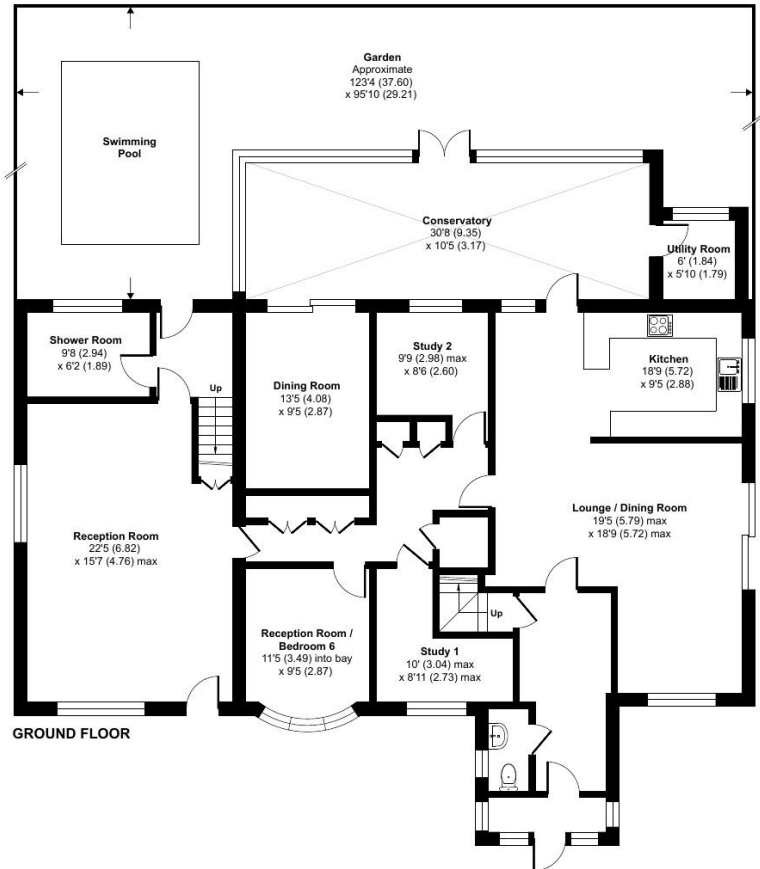 Garden
Approximate
123'4 (37.60)
x 95'10 (29.21)
Swimming
Pool
Conservatory
30'8 (9.35)
x 10'5 (3.17)
Utility Room
6' (1.84)
x 5'10 (1.79)
Shower Room
9'8 (2.94)
x 6'2 (1.89)
Up
Dining Room
13'5 (4.08)
x 9'5 (2.87)
Study 2
9'9 (2.98) max
x 8'6 (2.60)
Kitchen
18'9 (5.72)
x 9'5 (2.88)
Reception Room
22'5 (6.82)
x 15'7 (4.76) max
Lounge / Dining Room
19'5 (5.79) max
x 18'9 (5.72) max
Reception Room /
Bedroom 6
11'5 (3.49) into bay
x 9'5 (2.87)
Up
Study 1
10' (3.04) max
x 8'11 (2.73) max
GROUND FLOOR